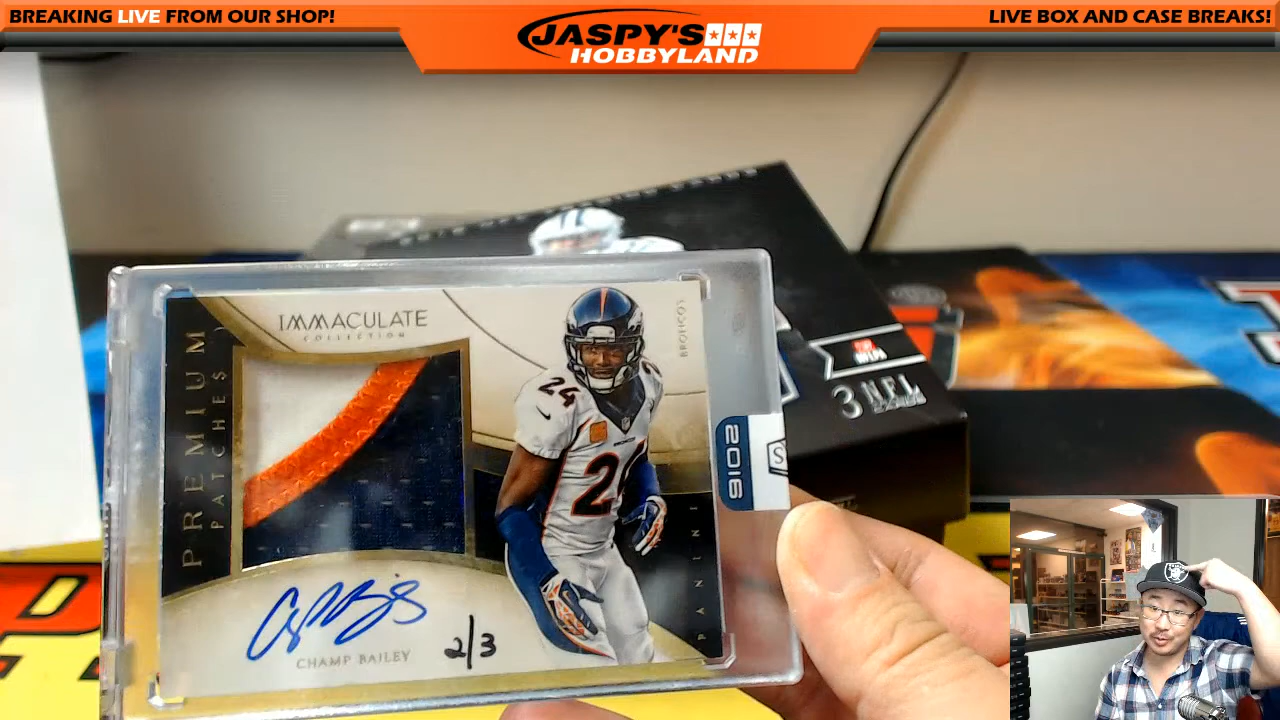 BREAKING LIVE FROM OUR SHOP!
JASPY'S
HOBBYLAND
LIVE BOX AND CASE BREAKS!
IMMACULATE
COLLECTION
PREMIUM
PATCHES
BRONCOS
24
24
2016
3 NFL
PANINI
CHAMP BAILEY
2/3